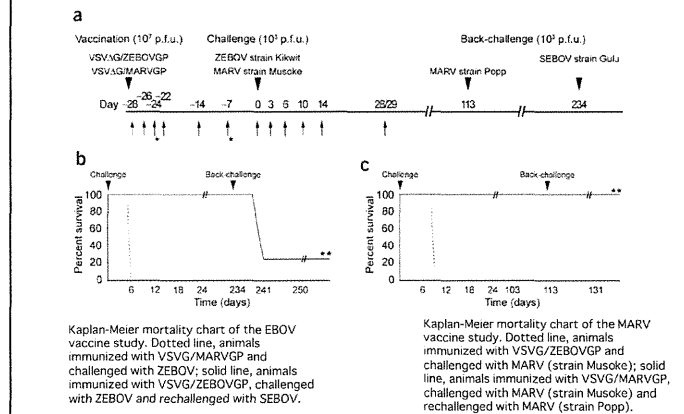 a
Vaccination (10⁷ p.f.u.) Challenge (10³ p.f.u.) Back-challenge (10³ p.f.u.)
VSVΔG/ZEBOVGP ZEBOV strain Kikwit SEBOV strain Gulu
VSVΔG/MARVGP MARV strain Musoke MARV strain Popp
-26 -22
Day -28 -24 -14 -7 0 3 6 10 14 28/29 113 234
* *
b
Challenge Back-challenge
100
80
60
40
20
0
Percent survival
**
6 12 18 24 234 241 250
Time (days)
Kaplan-Meier mortality chart of the EBOV
vaccine study. Dotted line, animals
immunized with VSVG/MARVGP and
challenged with ZEBOV; solid line, animals
immunized with VSVG/ZEBOVGP, challenged
with ZEBOV and rechallenged with SEBOV.
c
Challenge Back-challenge
100
80
60
40
20
0
Percent survival
**
6 12 18 24 103 113 131
Time (days)
Kaplan-Meier mortality chart of the MARV
vaccine study. Dotted line, animals
immunized with VSVG/ZEBOVGP and
challenged with MARV (strain Musoke); solid
line, animals immunized with VSVG/MARVGP,
challenged with MARV (strain Musoke) and
rechallenged with MARV (strain Popp).